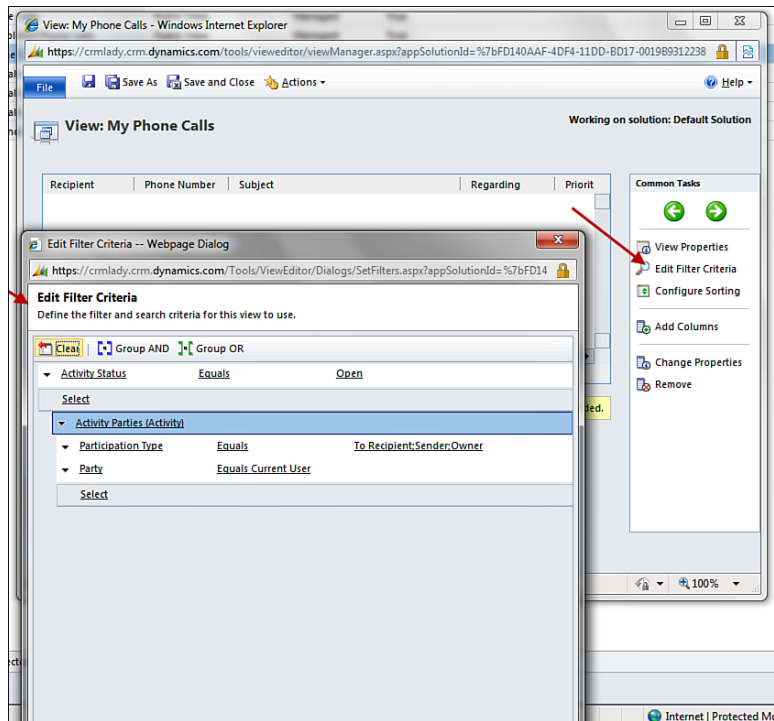 View: My Phone Calls - Windows Internet Explorer
https://crmlady.crm.dynamics.com/tools/vieweditor/viewManager.aspx?appSolutionId=%7bFD140AAF-4DF4-11DD-BD17-0019B9312238
File Save As Save and Close Actions Help
View: My Phone Calls
Working on solution: Default Solution
Recipient Phone Number Subject Regarding Priorit
Common Tasks
View Properties
Edit Filter Criteria
Configure Sorting
Add Columns
Change Properties
Remove
Edit Filter Criteria -- Webpage Dialog
https://crmlady.crm.dynamics.com/Tools/ViewEditor/Dialogs/SetFilters.aspx?appSolutionId=%7bFD14
Edit Filter Criteria
Define the filter and search criteria for this view to use.
Clear Group AND Group OR
Activity Status Equals Open
Select
Activity Parties (Activity)
Participation Type Equals To Recipient;Sender;Owner
Party Equals Current User
Select
ded.
100%
Internet | Protected Mo